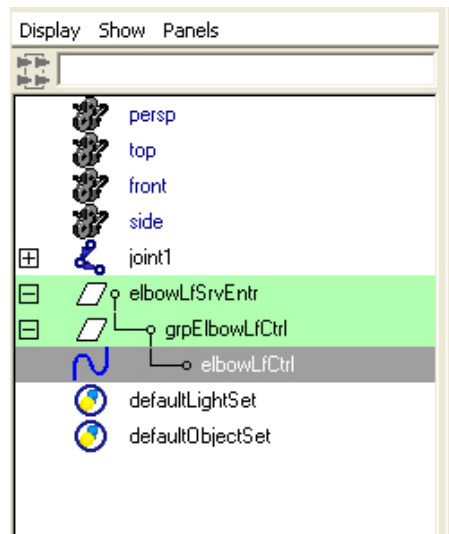 Display Show Panels
persp
top
front
side
joint1
elbowLfSrvEntr
grpElbowLfCtrl
elbowLfCtrl
defaultLightSet
defaultObjectSet